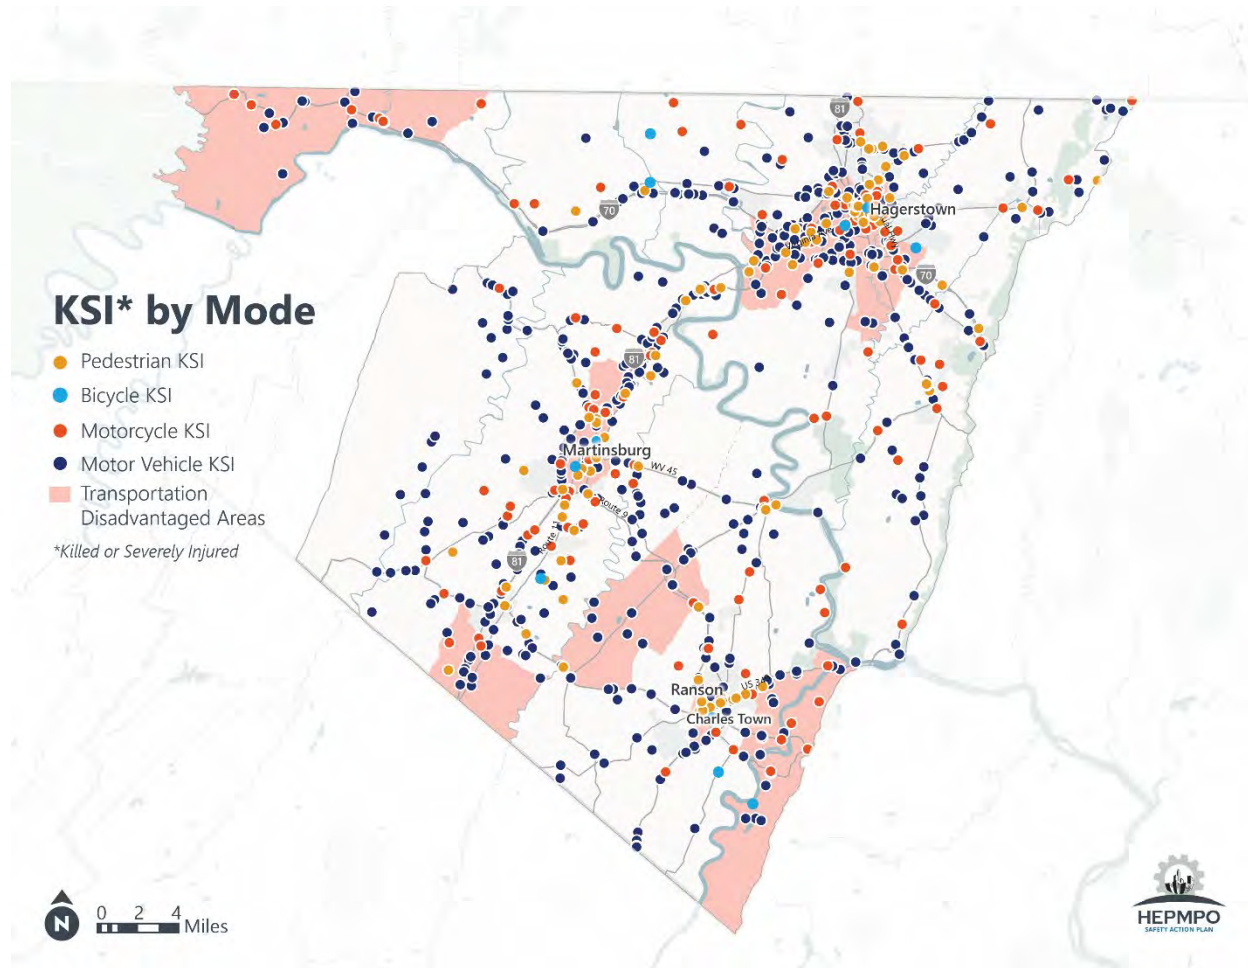 81
Hagerstown
70
70
KSI* by Mode
Pedestrian KSI
Bicycle KSI
Motorcycle KSI
Motor Vehicle KSI
Transportation
Disadvantaged Areas
*Killed or Severely Injured
81
Martinsburg
WV 45
Route 9
Route 11
81
Ranson
US 340
Charles Town
N
0 2 4
Miles
HEPMPO
SAFETY ACTION PLAN